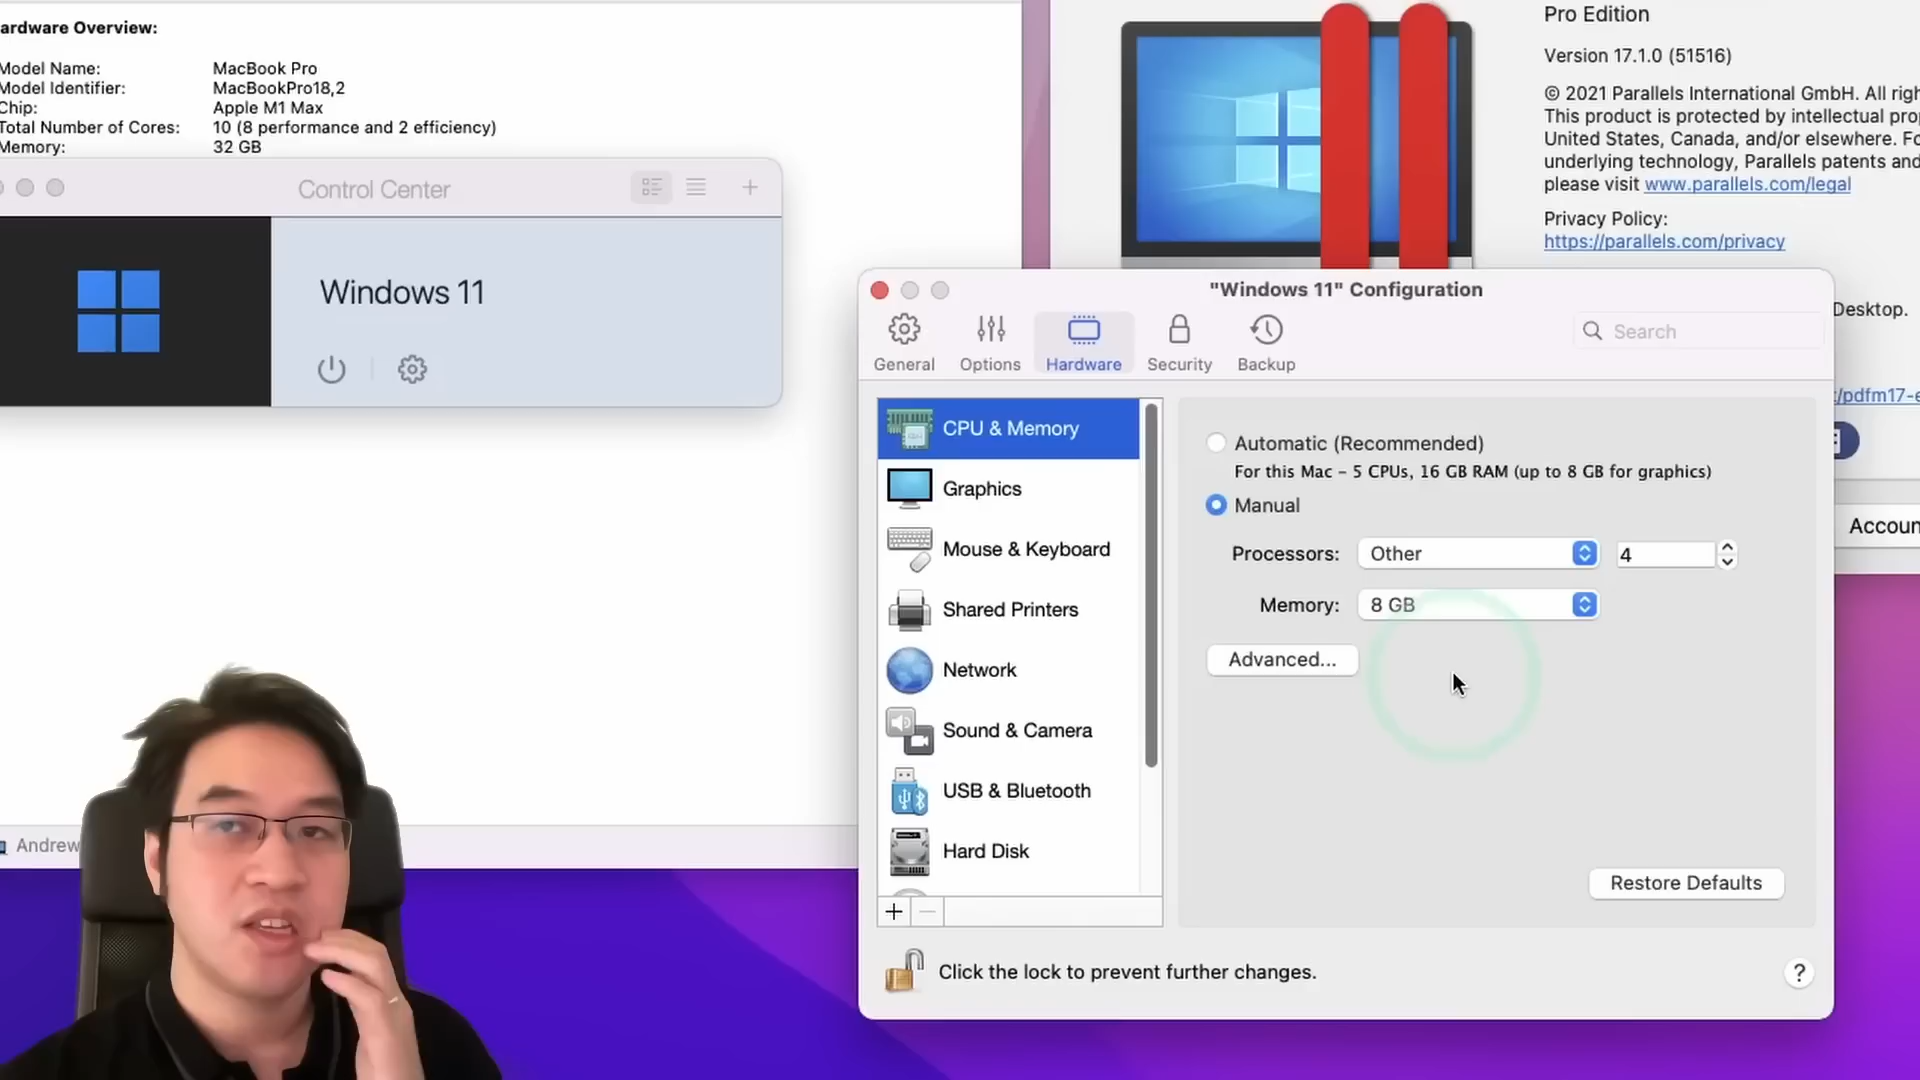 ardware Overview:
Model Name: MacBook Pro
Model Identifier: MacBookPro18,2
Chip: Apple M1 Max
Total Number of Cores: 10 (8 performance and 2 efficiency)
Memory: 32 GB
Control Center
Windows 11
Andrew
Pro Edition
Version 17.1.0 (51516)
© 2021 Parallels International GmbH. All righ
This product is protected by intellectual prop
United States, Canada, and/or elsewhere. Fo
underlying technology, Parallels patents and
please visit www.parallels.com/legal
Privacy Policy:
https://parallels.com/privacy
Desktop.
/pdfm17-e
Accoun
"Windows 11" Configuration
General
Options
Hardware
Security
Backup
Search
CPU & Memory
Graphics
Mouse & Keyboard
Shared Printers
Network
Sound & Camera
USB & Bluetooth
Hard Disk
Automatic (Recommended)
For this Mac – 5 CPUs, 16 GB RAM (up to 8 GB for graphics)
Manual
Processors: Other 4
Memory: 8 GB
Advanced...
Restore Defaults
Click the lock to prevent further changes.
?